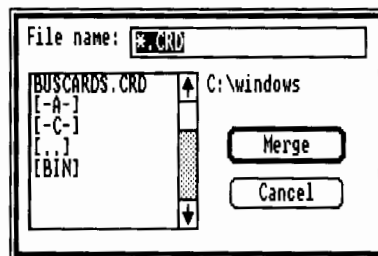 File name: *.CRD
BUSCARDS.CRD
[-A-]
[-C-]
[..]
[BIN]
C:\windows
Merge
Cancel